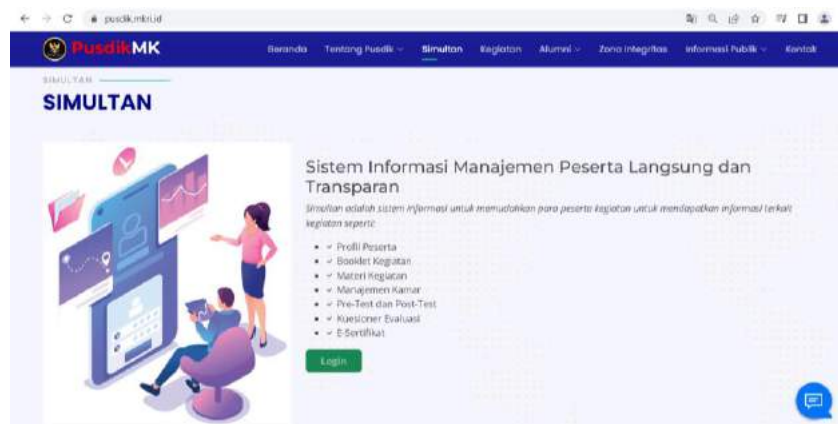 pusdik.mkri.id
PusdikMK
Beranda Tentang Pusdik Simultan Kegiatan Alumni Zona Integritas Informasi Publik Kontak
SIMULTAN
SIMULTAN
Sistem Informasi Manajemen Peserta Langsung dan
Transparan
Simultan adalah sistem informasi untuk memudahkan para peserta kegiatan untuk mendapatkan informasi terkait
kegiatan seperti:
Profil Peserta
Booklet Kegiatan
Materi Kegiatan
Manajemen Kamar
Pre-Test dan Post-Test
Kuesioner Evaluasi
E-Sertifikat
Login